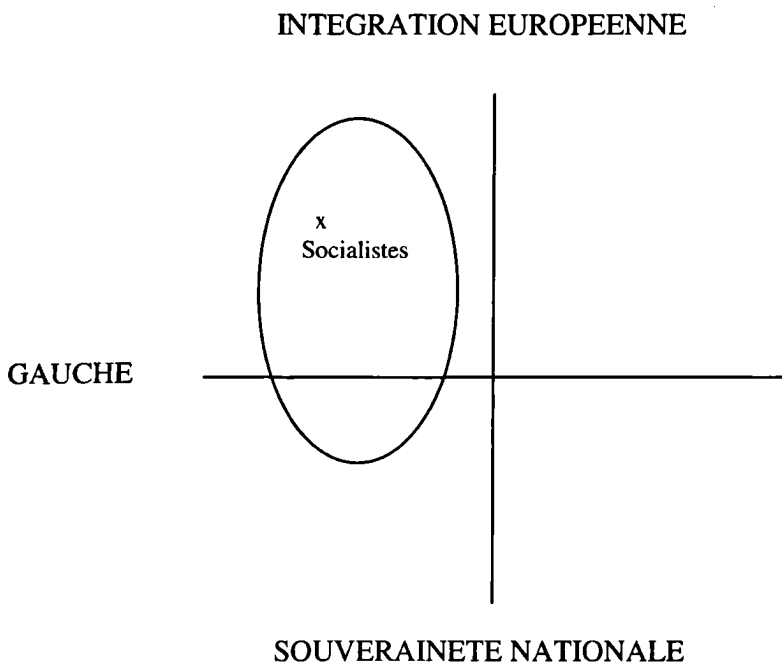 INTEGRATION EUROPEENNE
x
Socialistes
GAUCHE
SOUVERAINETE NATIONALE